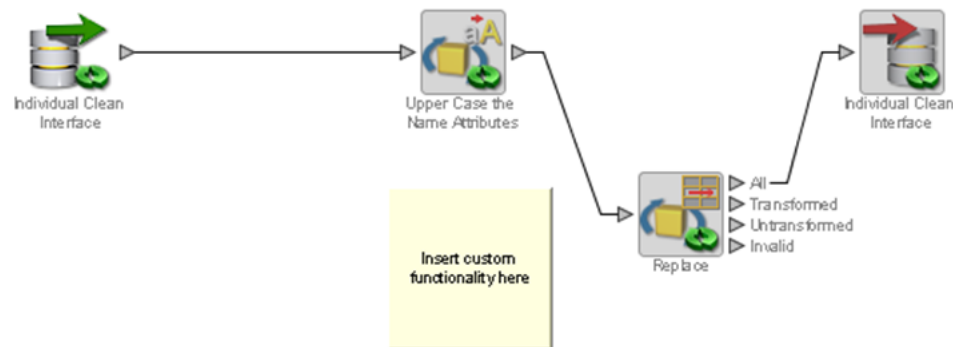 Individual Clean
Interface
Upper Case the
Name Attributes
Individual Clean
Interface
All
Transformed
Untransformed
Invalid
Replace
Insert custom
functionality here